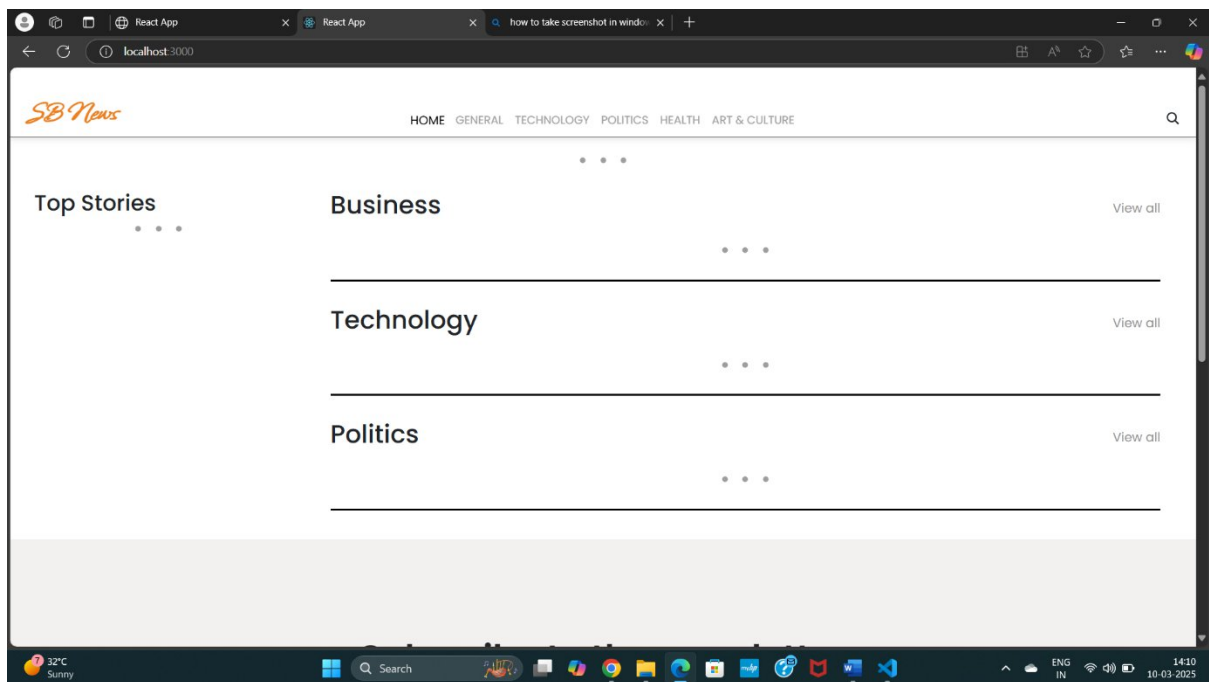 React App
React App
how to take screenshot in window
localhost:3000
SB News
HOME GENERAL TECHNOLOGY POLITICS HEALTH ART & CULTURE
Top Stories
Business
View all
Technology
View all
Politics
View all
7
32°C
Sunny
Search
ENG
IN
14:10
10-03-2025